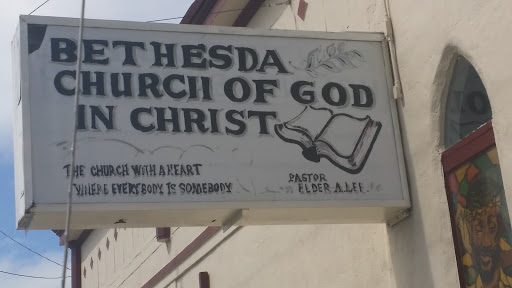 BETHESDA
CHURCH OF GOD
IN CHRIST
THE CHURCH WITH A HEART
WHERE EVERYBODY IS SOMEBODY
PASTOR
ELDER A. LEE